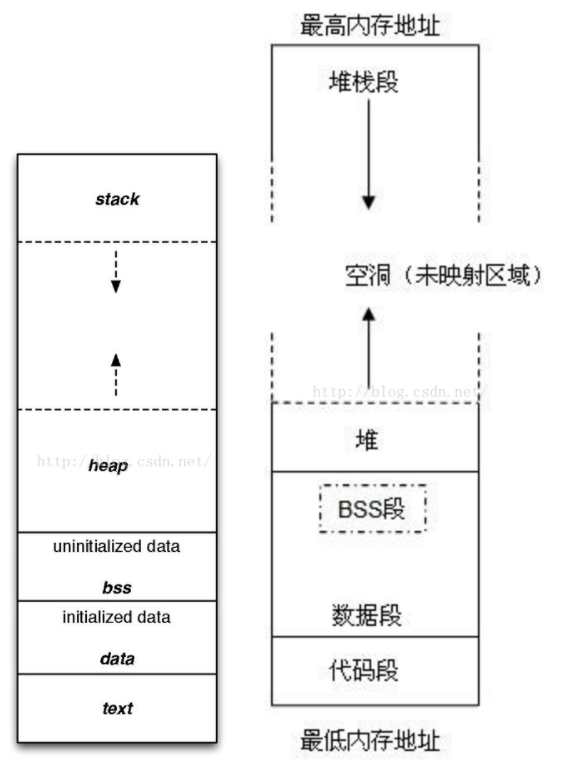 stack
http://blog.csdn.net/
heap
uninitialized data
bss
initialized data
data
text
最高内存地址
堆栈段
空洞（未映射区域）
http://blog.csdn.net/
堆
BSS段
数据段
代码段
最低内存地址